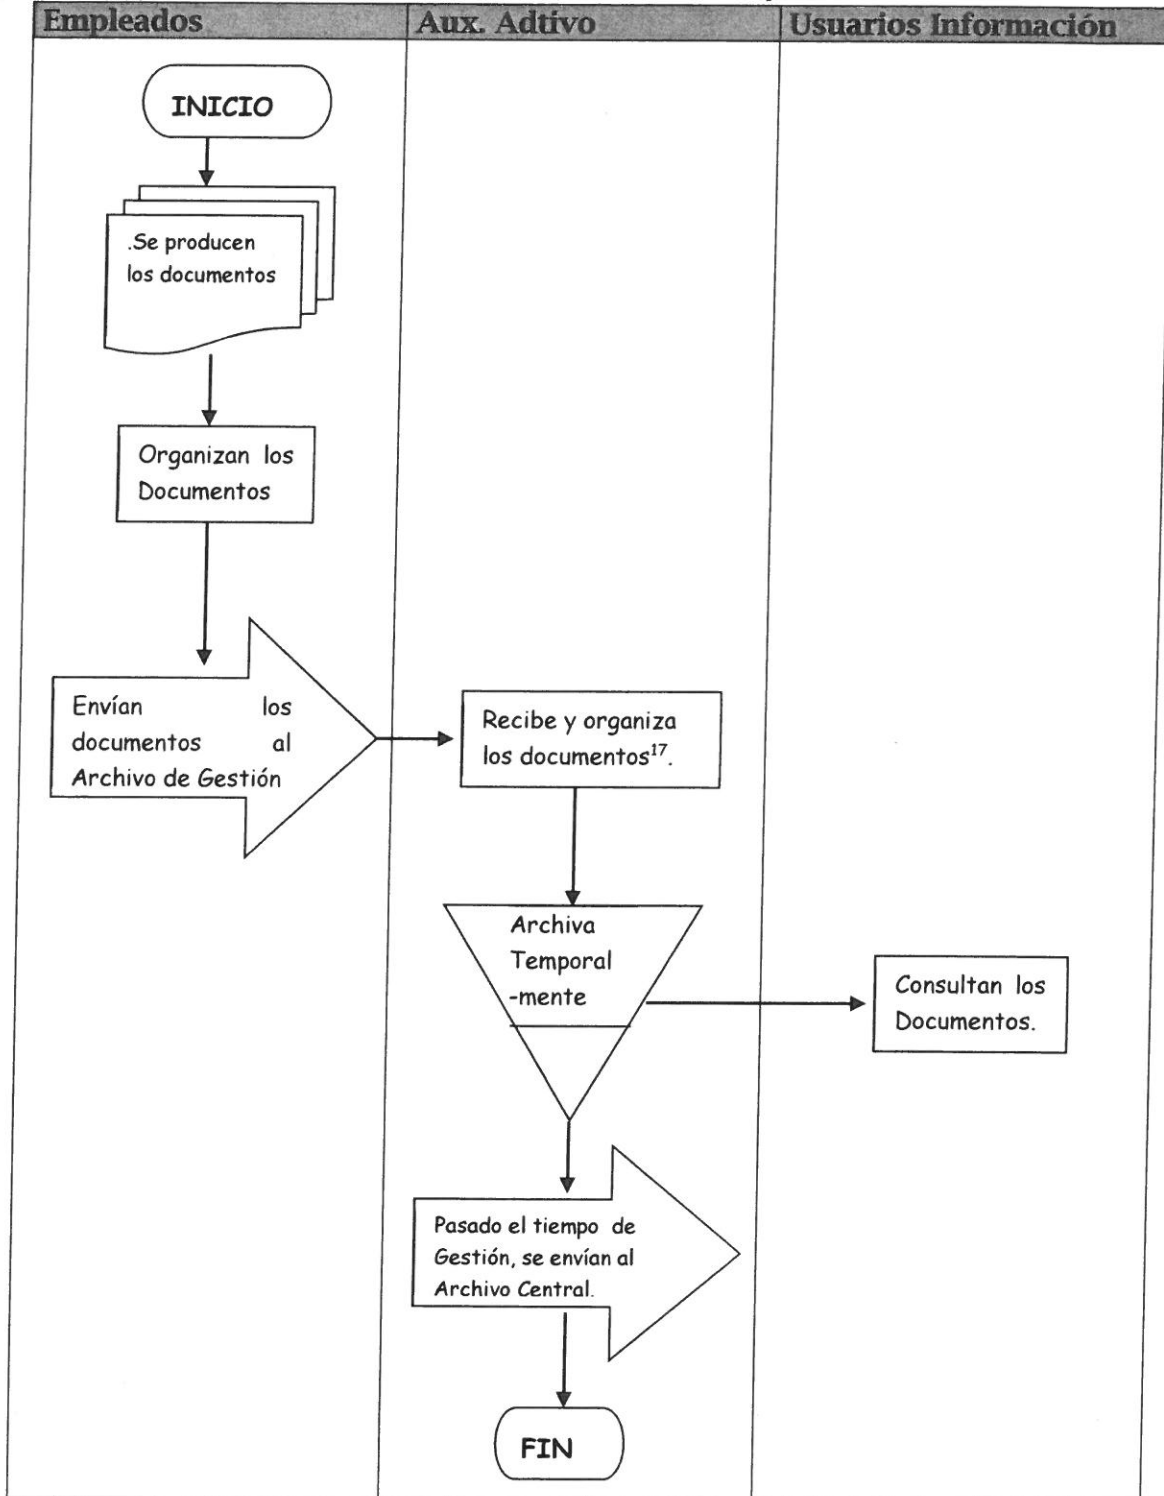 Empleados
Aux. Adtivo
Usuarios Información
INICIO
.Se producen
los documentos
Organizan los
Documentos
Envían los
documentos al
Archivo de Gestión
Recibe y organiza
los documentos¹⁷.
Archiva
Temporal
-mente
Consultan los
Documentos.
Pasado el tiempo de
Gestión, se envían al
Archivo Central.
FIN